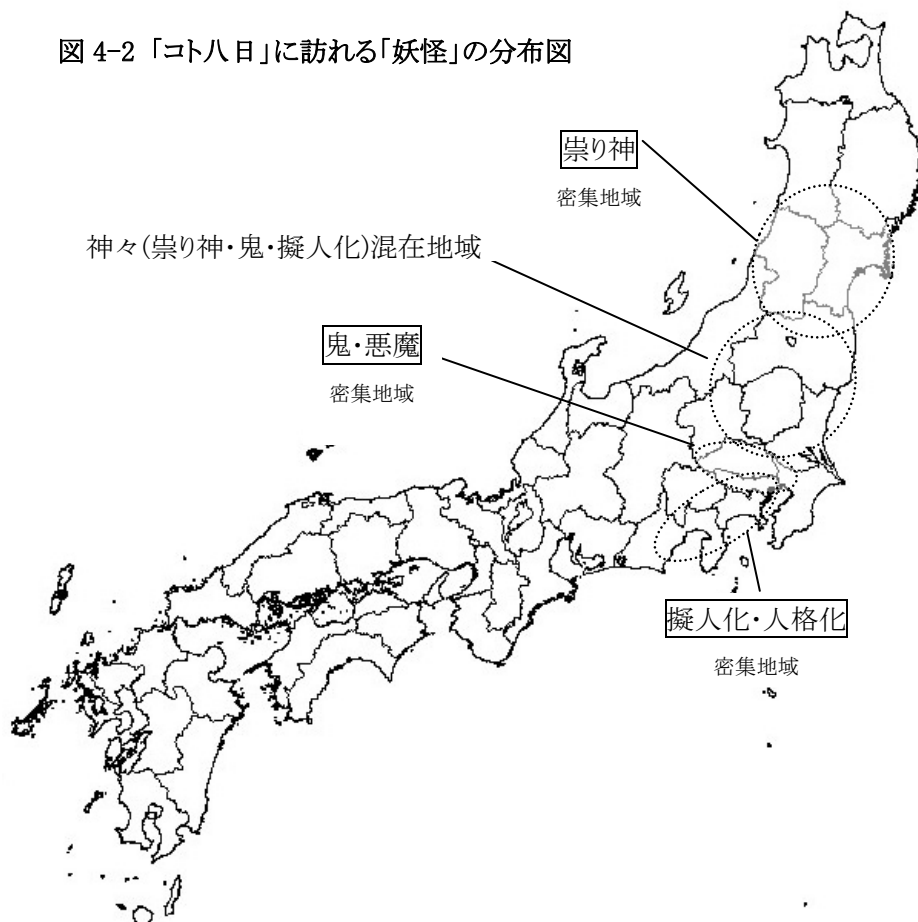 図 4-2 「コト八日」に訪れる「妖怪」の分布図
祟り神
密集地域
神々(祟り神・鬼・擬人化)混在地域
鬼・悪魔
密集地域
擬人化・人格化
密集地域